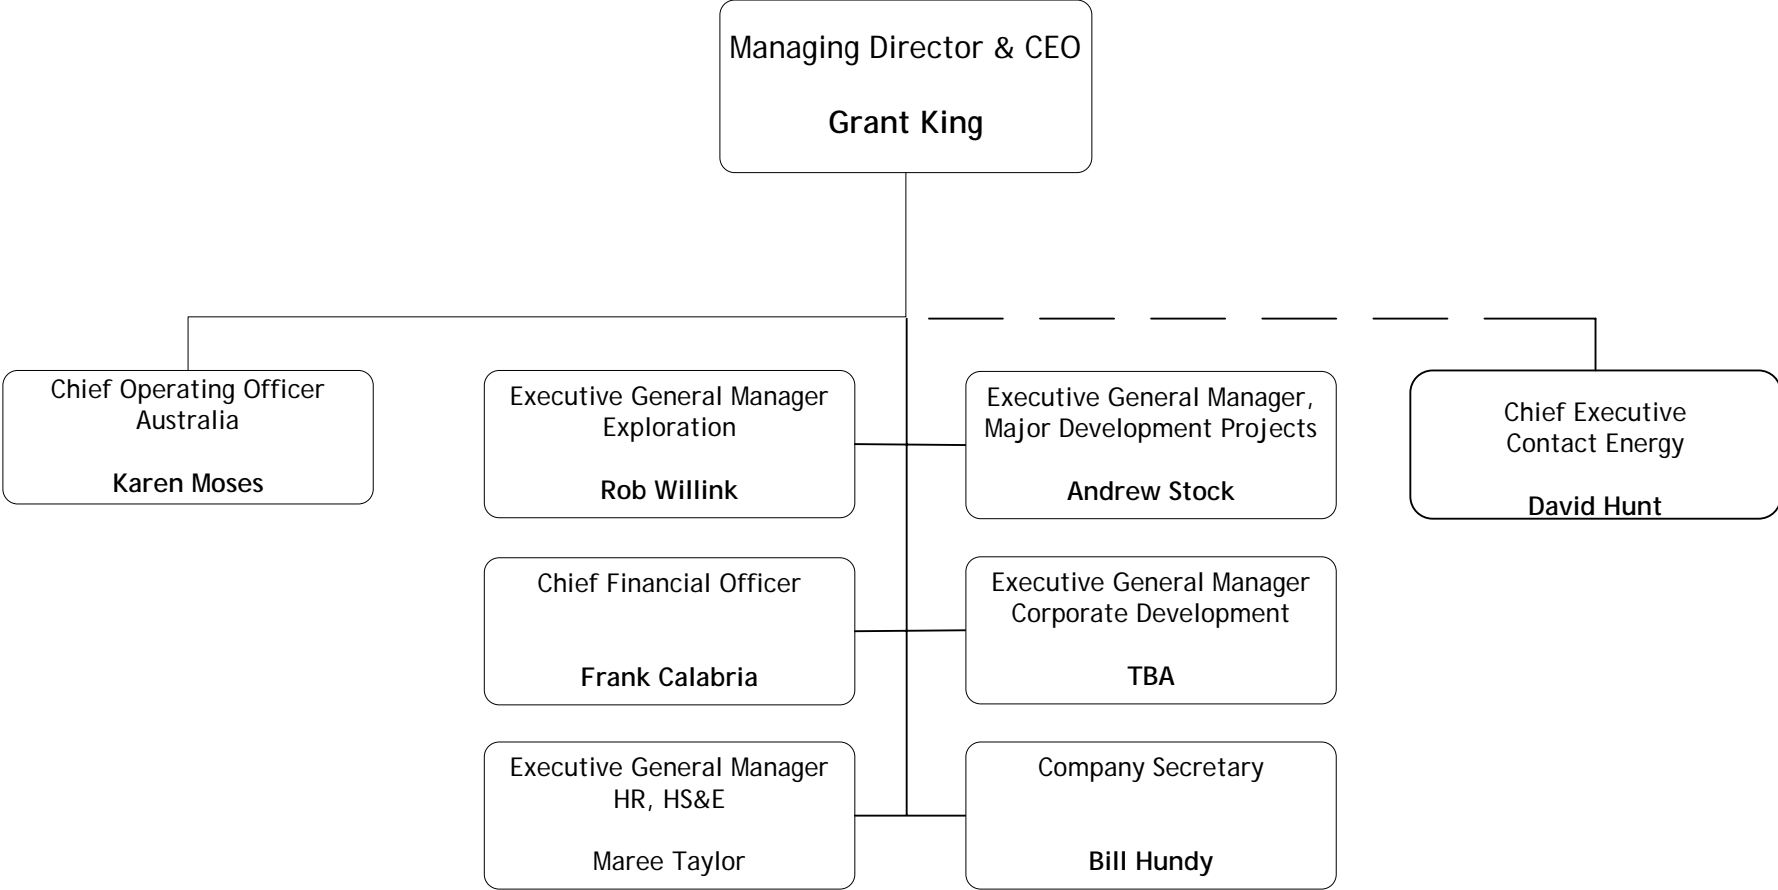 Managing Director & CEO
Grant King
Chief Operating Officer
Australia
Karen Moses
Executive General Manager
Exploration
Rob Willink
Executive General Manager,
Major Development Projects
Andrew Stock
Chief Executive
Contact Energy
David Hunt
Chief Financial Officer
Frank Calabria
Executive General Manager
Corporate Development
TBA
Executive General Manager
HR, HS&E
Maree Taylor
Company Secretary
Bill Hundy